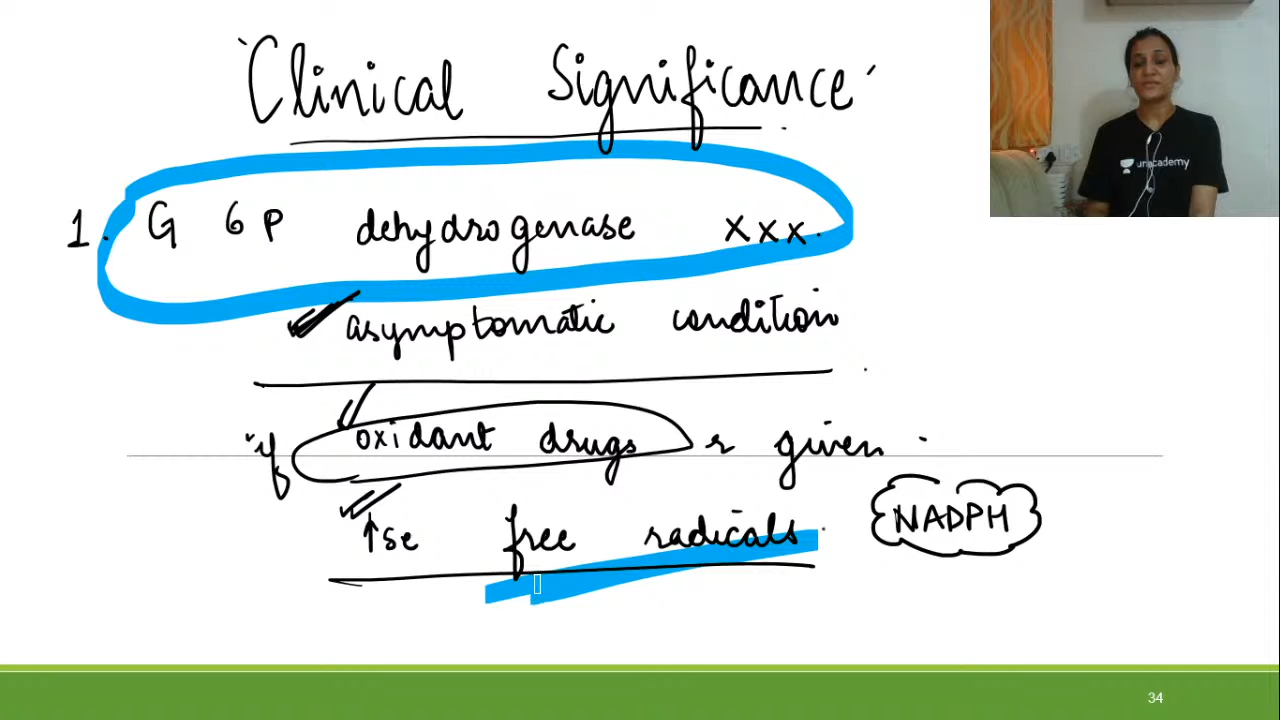 'Clinical Significance'
unacademy
1. G 6 P dehydrogenase xxx.
asymptomatic condition
"if oxidant drugs r given.
↑se free radicals.
NADPH
34